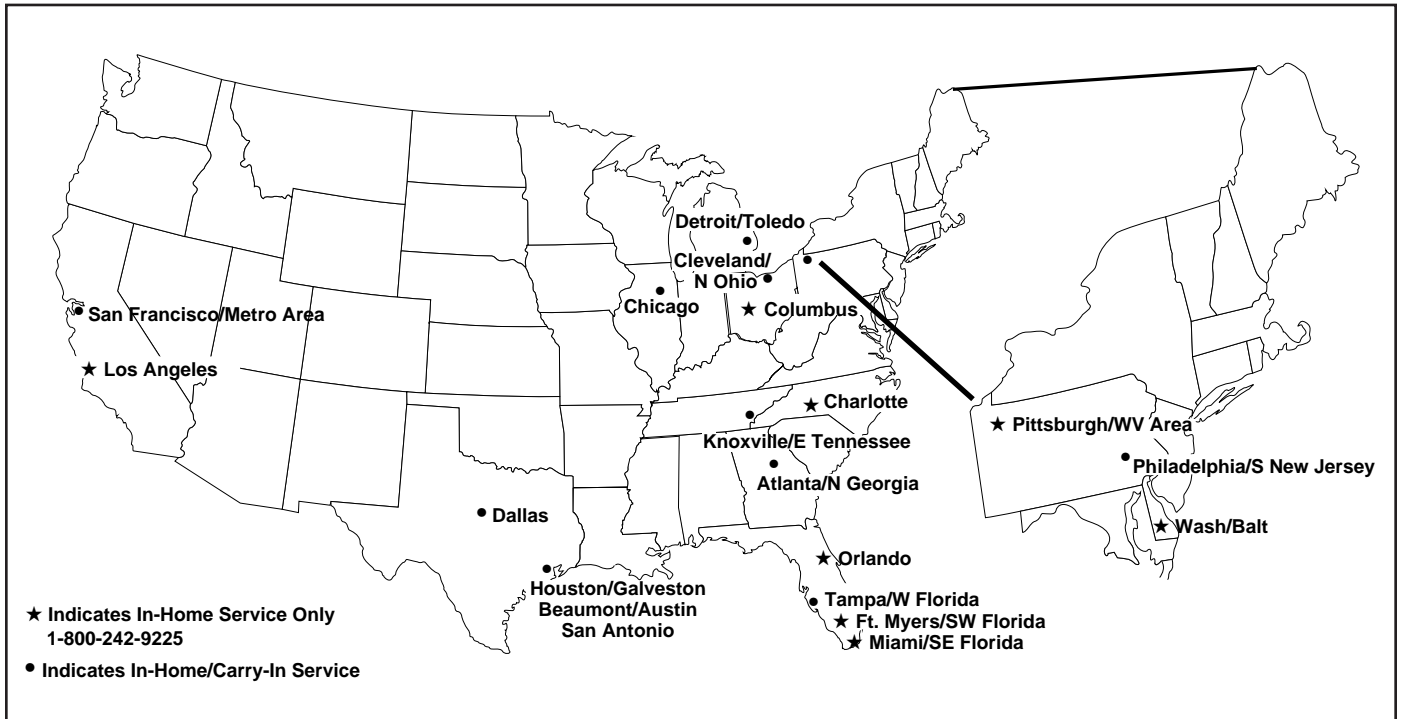 Detroit/Toledo
Cleveland/
N Ohio
Chicago
Columbus
San Francisco/Metro Area
Los Angeles
Charlotte
Knoxville/E Tennessee
Atlanta/N Georgia
Pittsburgh/WV Area
Philadelphia/S New Jersey
Wash/Balt
Dallas
Orlando
Houston/Galveston
Beaumont/Austin
San Antonio
Tampa/W Florida
Ft. Myers/SW Florida
Miami/SE Florida
★ Indicates In-Home Service Only
1-800-242-9225
• Indicates In-Home/Carry-In Service